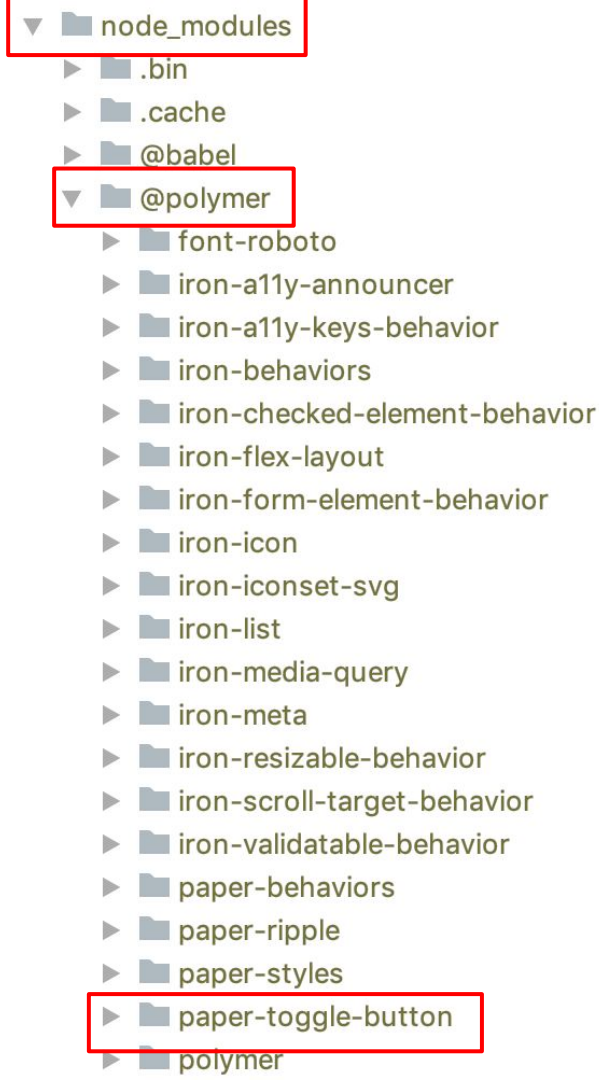 node_modules
.bin
.cache
@babel
@polymer
font-roboto
iron-a11y-announcer
iron-a11y-keys-behavior
iron-behaviors
iron-checked-element-behavior
iron-flex-layout
iron-form-element-behavior
iron-icon
iron-iconset-svg
iron-list
iron-media-query
iron-meta
iron-resizable-behavior
iron-scroll-target-behavior
iron-validatable-behavior
paper-behaviors
paper-ripple
paper-styles
paper-toggle-button
polymer